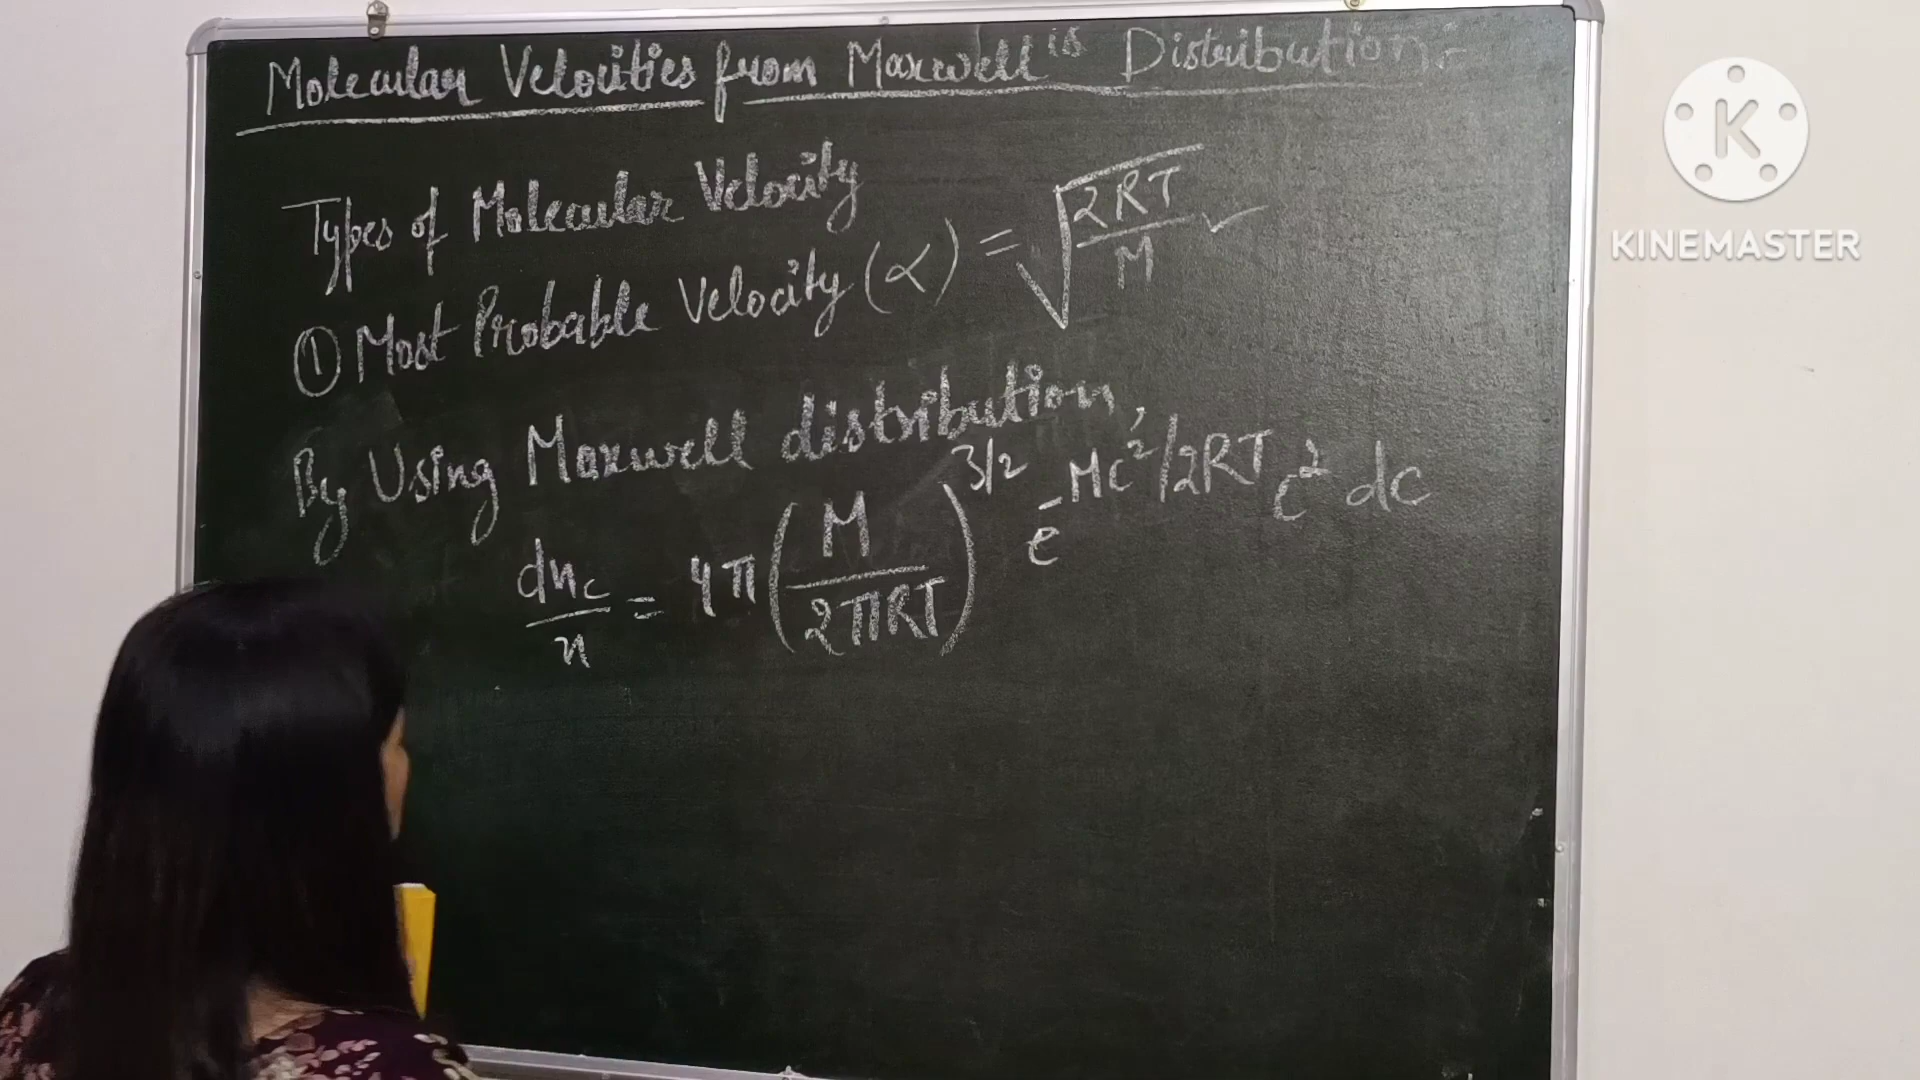 Molecular Velocities from Maxwell's Distribution:-
Types of Molecular Velocity
① Most Probable Velocity (α) = √(2RT/M) ✓
By Using Maxwell distribution,
dn_c/n = 4π (M/2πRT)^3/2 e^-MC²/2RT C² dc
K
KINEMASTER